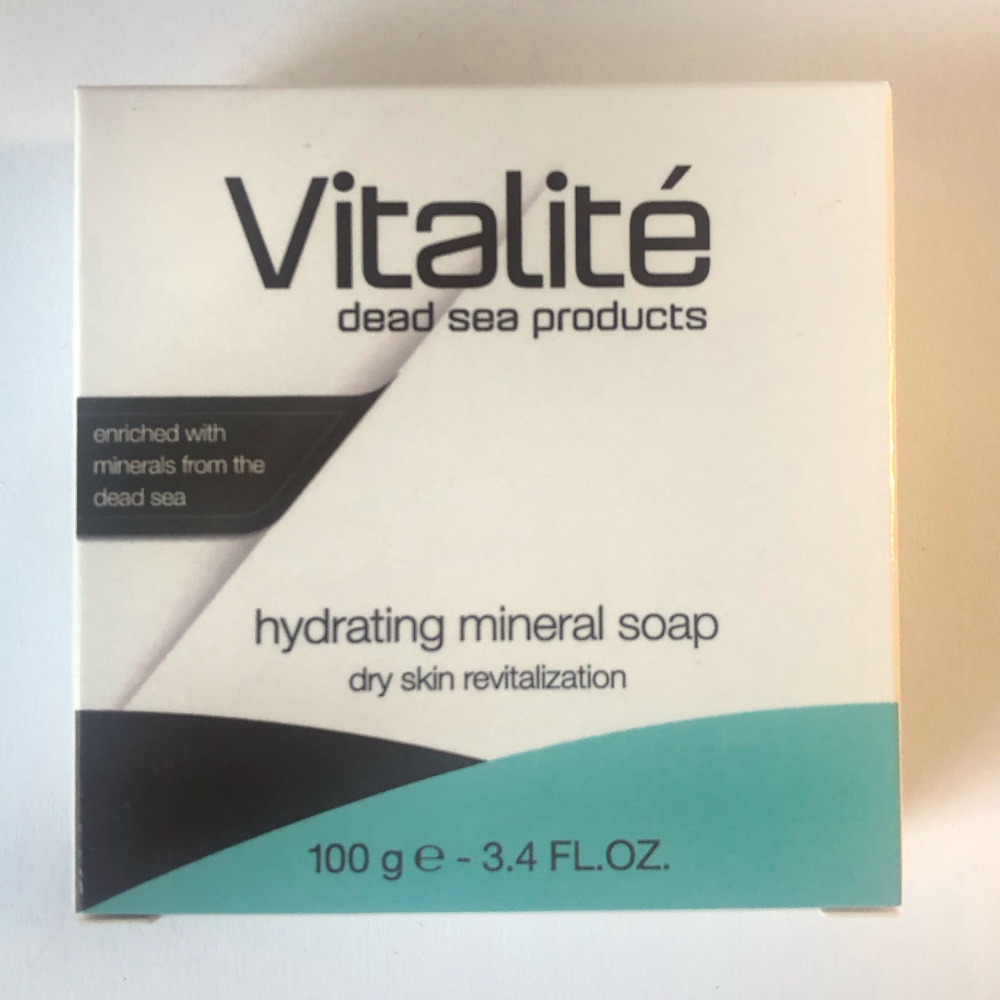 Vitalité
dead sea products
enriched with
minerals from the
dead sea
hydrating mineral soap
dry skin revitalization
100 g ℮ - 3.4 FL.OZ.